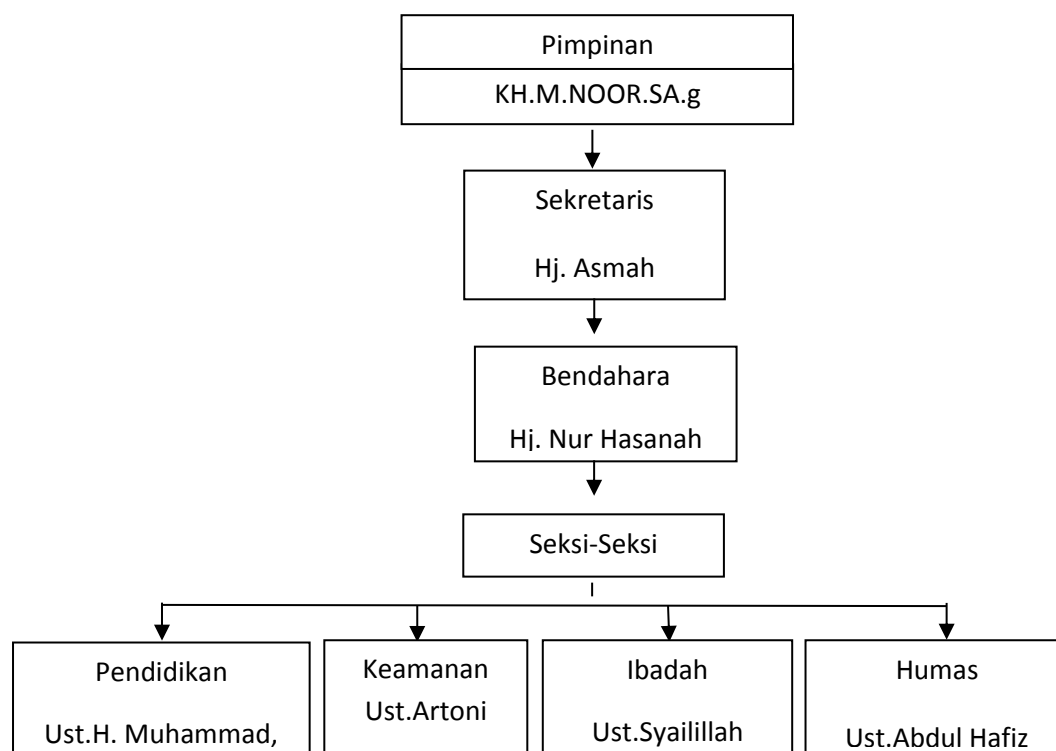 Pimpinan
KH.M.NOOR.SA.g
Sekretaris
Hj. Asmah
Bendahara
Hj. Nur Hasanah
Seksi-Seksi
Pendidikan
Ust.H. Muhammad,
Keamanan
Ust.Artoni
Ibadah
Ust.Syailillah
Humas
Ust.Abdul Hafiz